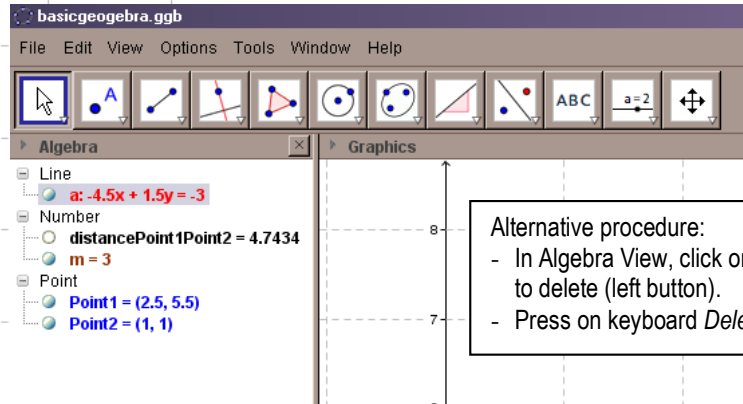 basicgeogebra.ggb
File Edit View Options Tools Window Help
A
ABC
a=2
Algebra
Graphics
Line
a: -4.5x + 1.5y = -3
Number
distancePoint1Point2 = 4.7434
m = 3
Point
Point1 = (2.5, 5.5)
Point2 = (1, 1)
8
7
Alternative procedure:
- In Algebra View, click
to delete (left button).
- Press on keyboard